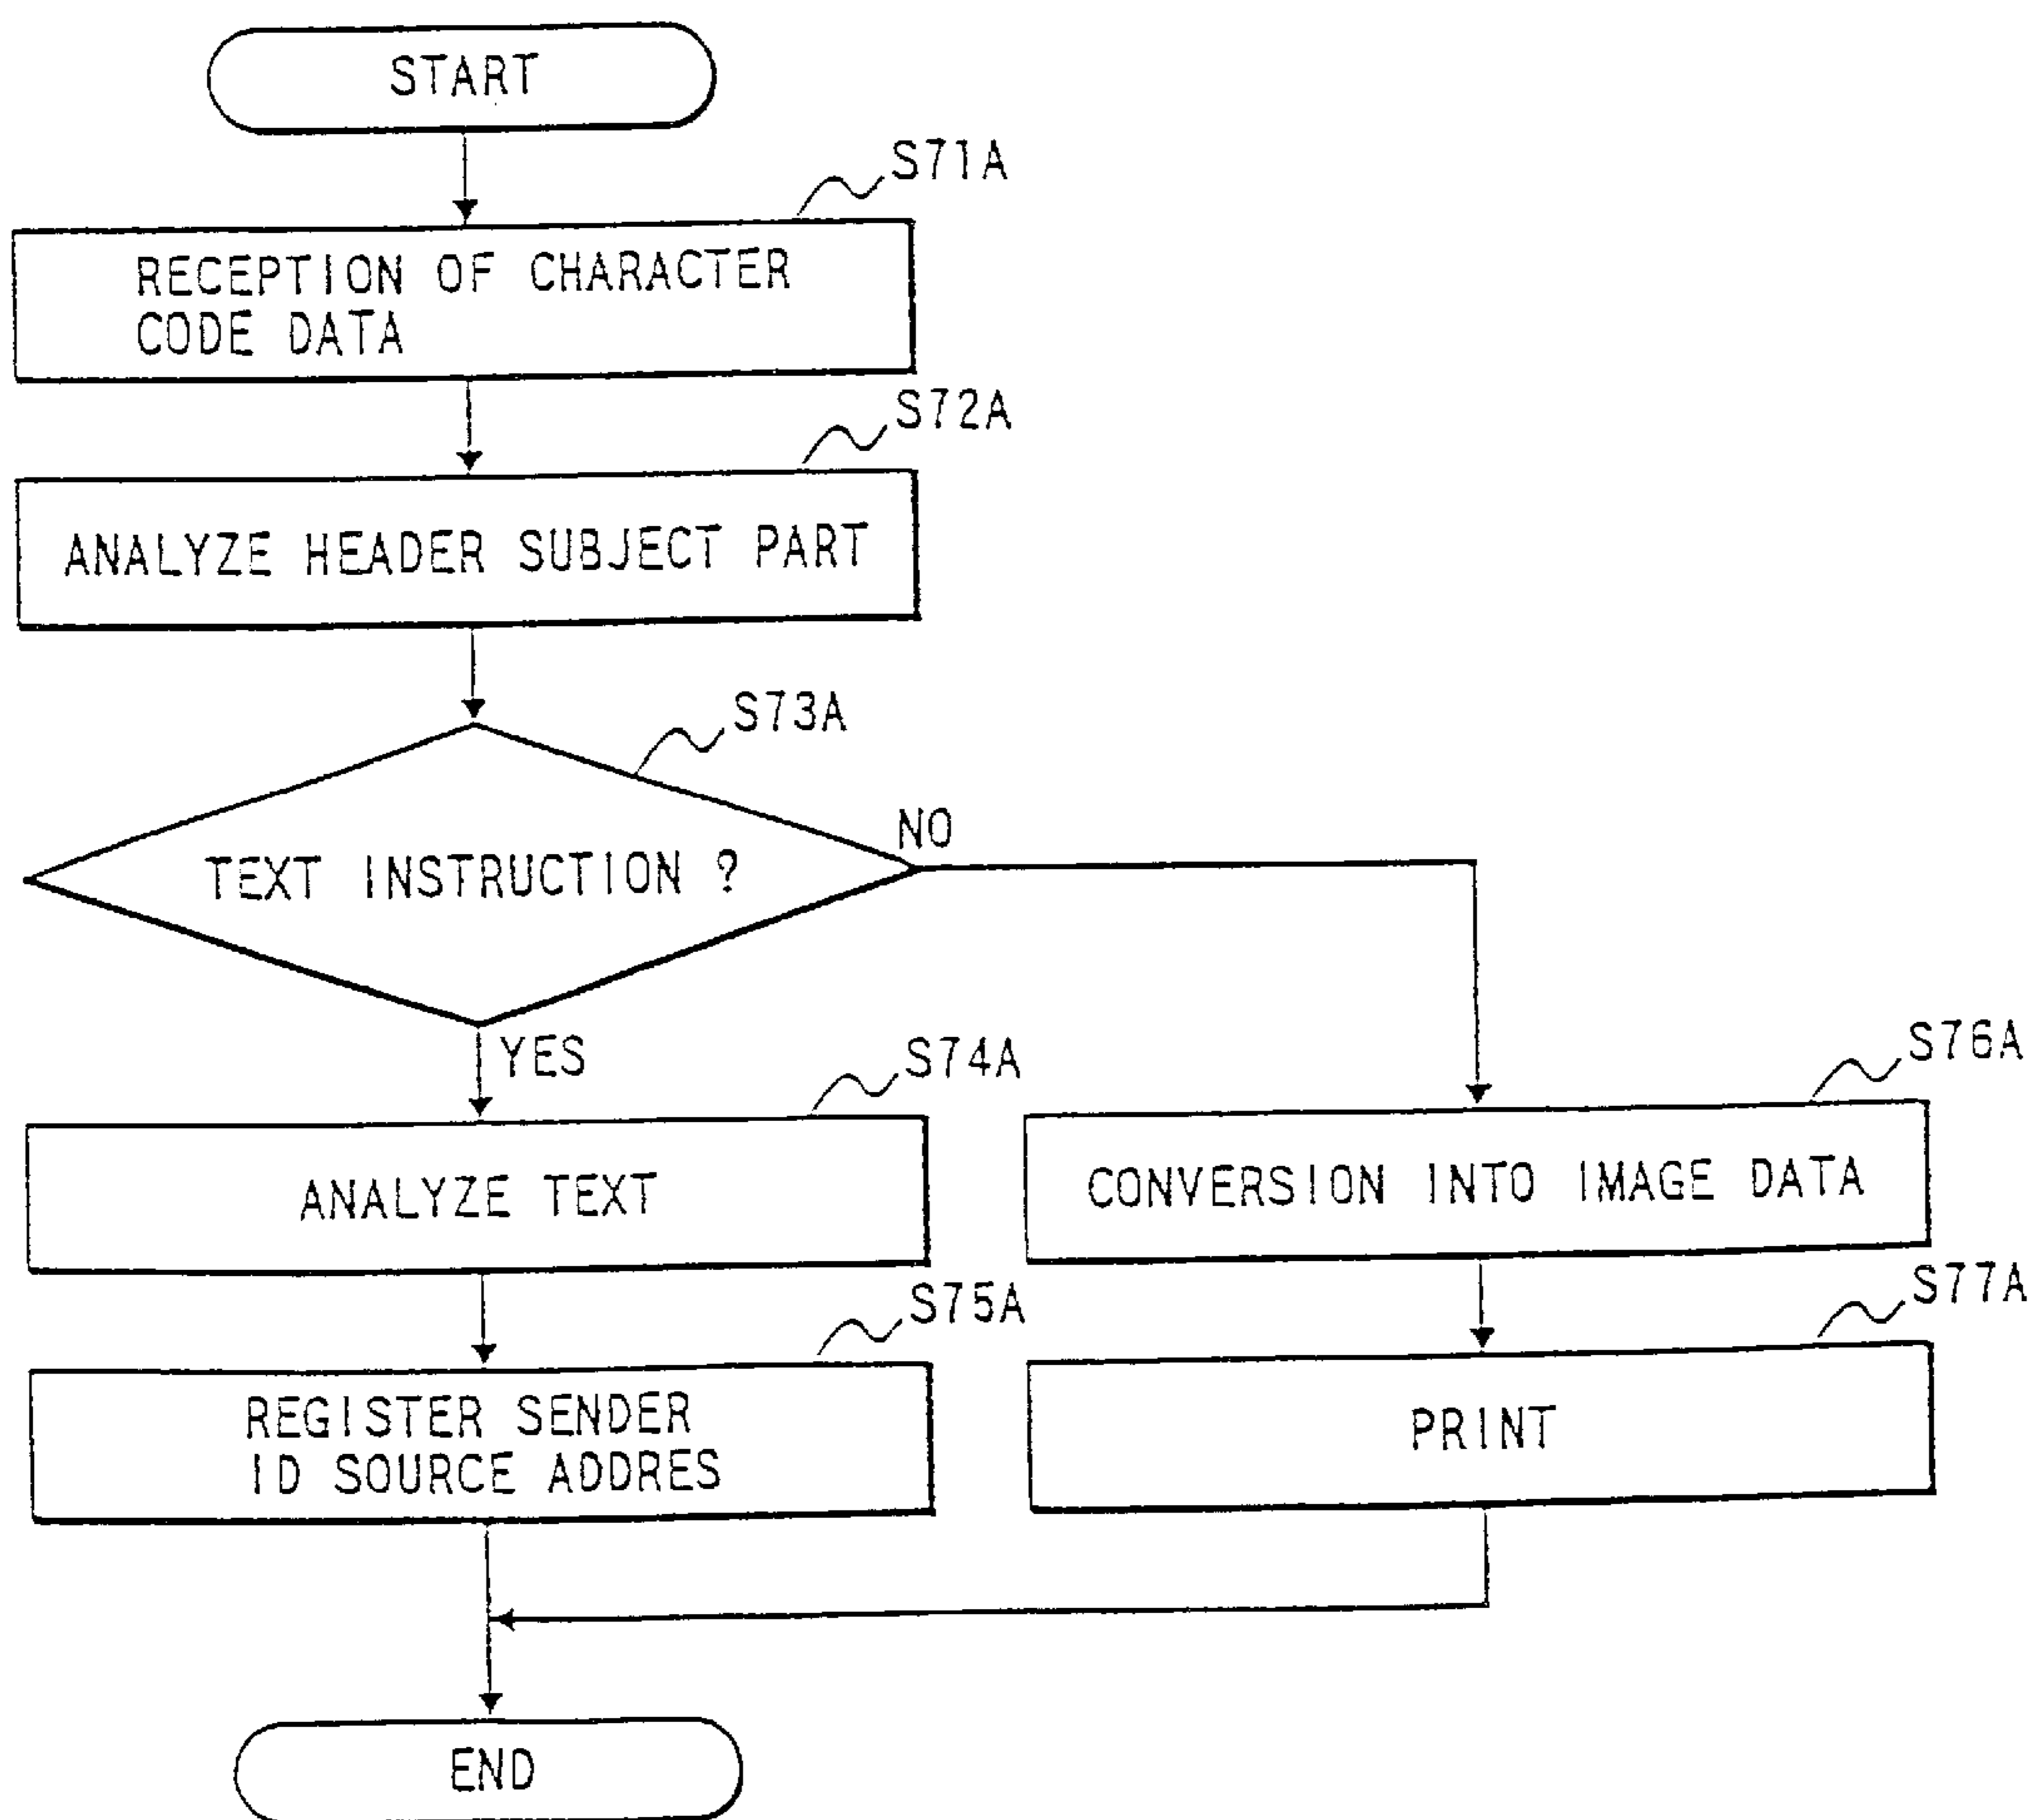 START
S71A
RECEPTION OF CHARACTER
CODE DATA
S72A
ANALYZE HEADER SUBJECT PART
S73A
TEXT INSTRUCTION ?
NO
YES
S74A
ANALYZE TEXT
S75A
REGISTER SENDER
ID SOURCE ADDRES
S76A
CONVERSION INTO IMAGE DATA
S77A
PRINT
END